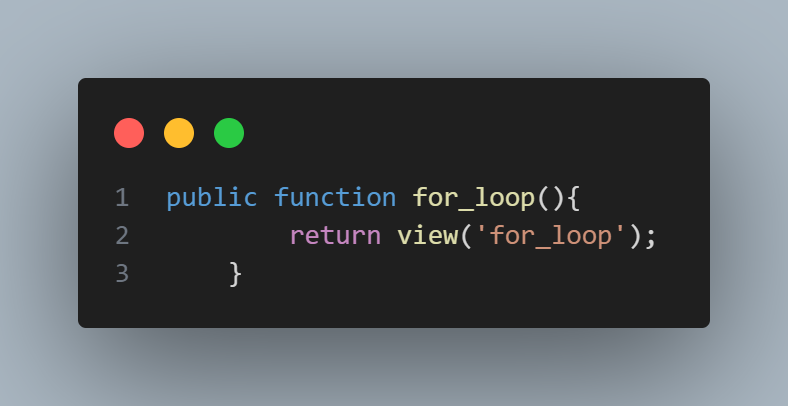 1 public function for_loop(){
2         return view('for_loop');
3     }